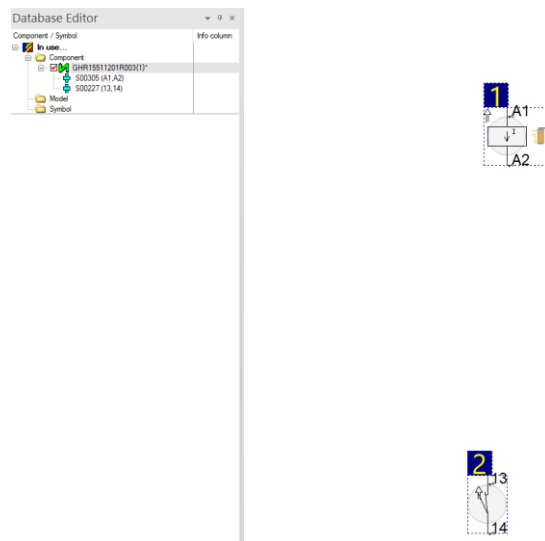 Database Editor
Component / Symbol Info column
In use...
Component
GHR15511201R003(1)*
S00305 (A1,A2)
S00227 (13,14)
Model
Symbol
1
A1
I
A2
2
13
14